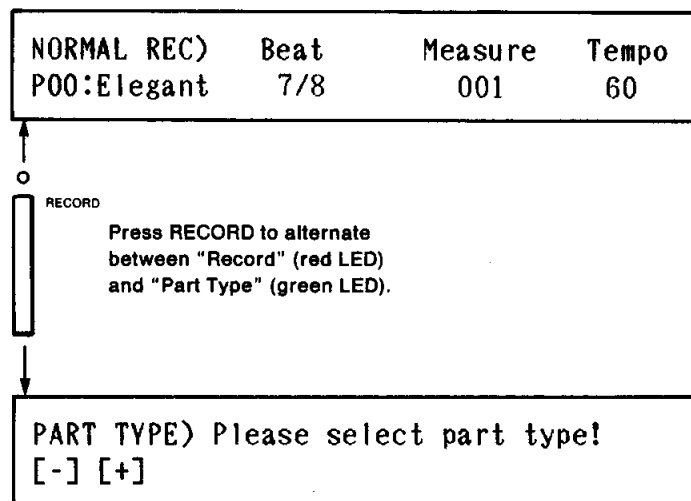 NORMAL REC) Beat Measure Tempo
P00:Elegant 7/8 001 60
RECORD
Press RECORD to alternate
between "Record" (red LED)
and "Part Type" (green LED).
PART TYPE) Please select part type!
[-] [+]